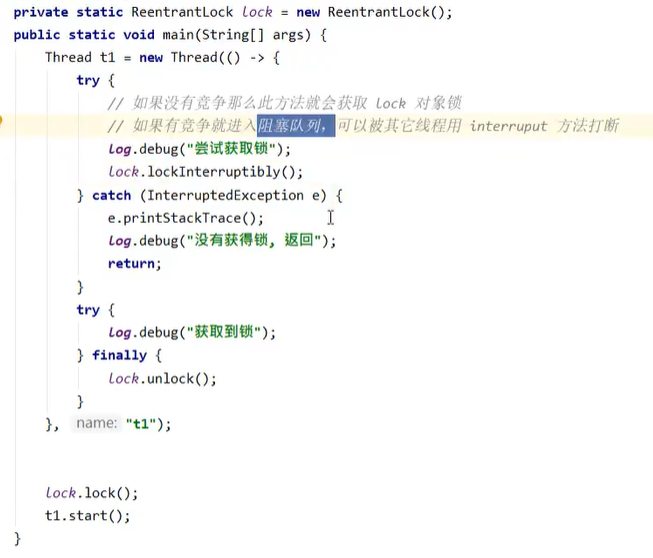 private static ReentrantLock lock = new ReentrantLock();
public static void main(String[] args) {
    Thread t1 = new Thread(() -> {
        try {
            // 如果没有竞争那么此方法就会获取 lock 对象锁
            // 如果有竞争就进入阻塞队列，可以被其它线程用 interruput 方法打断
            log.debug("尝试获取锁");
            lock.lockInterruptibly();
        } catch (InterruptedException e) {
            e.printStackTrace();
            log.debug("没有获得锁, 返回");
            return;
        }
        try {
            log.debug("获取到锁");
        } finally {
            lock.unlock();
        }
    }, name: "t1");
    lock.lock();
    t1.start();
}